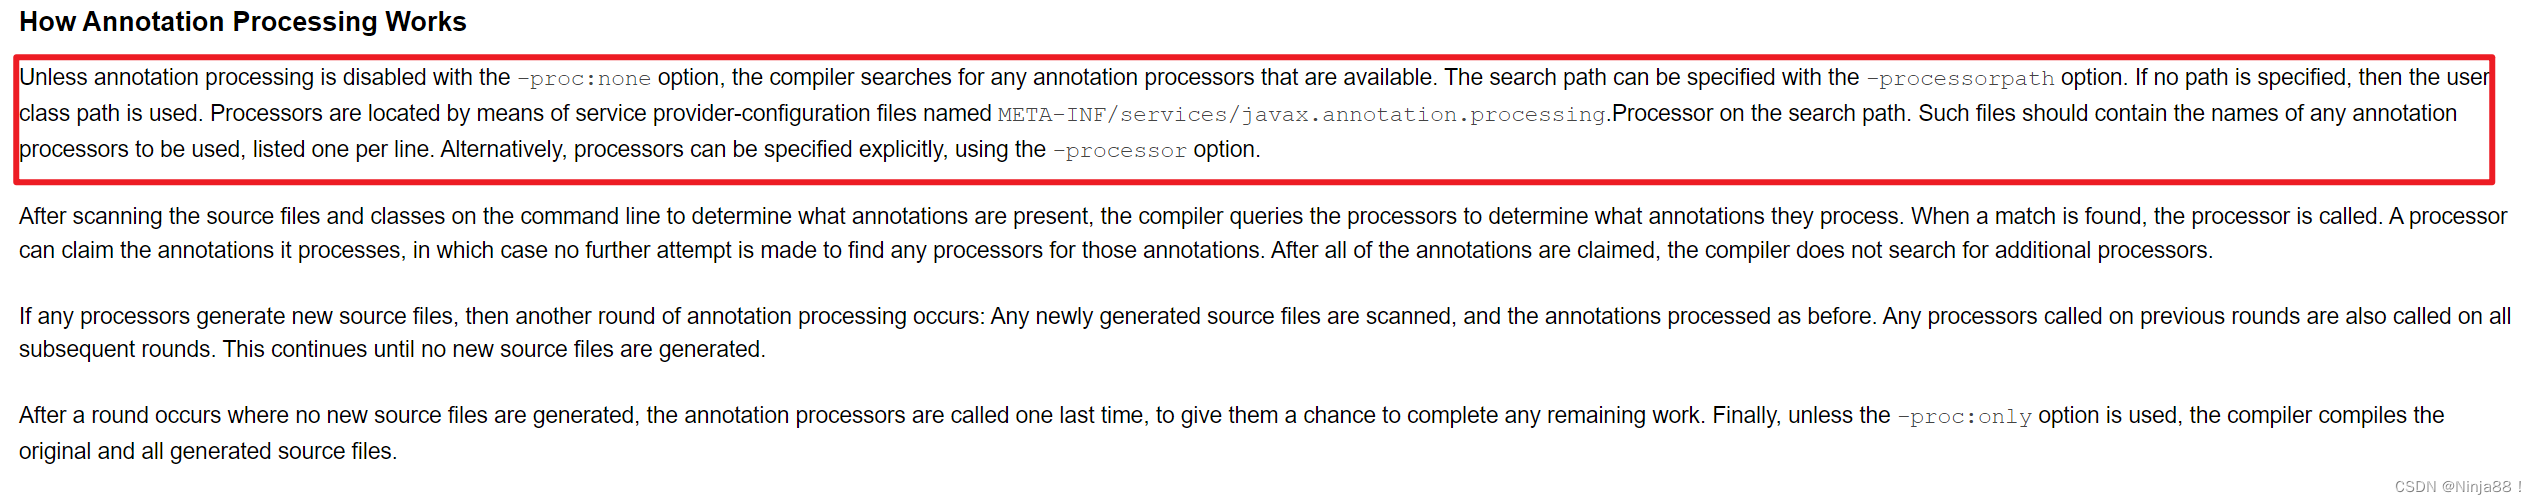 How Annotation Processing Works
Unless annotation processing is disabled with the -proc:none option, the compiler searches for any annotation processors that are available. The search path can be specified with the -processorpath option. If no path is specified, then the user
class path is used. Processors are located by means of service provider-configuration files named META-INF/services/javax.annotation.processing.Processor on the search path. Such files should contain the names of any annotation
processors to be used, listed one per line. Alternatively, processors can be specified explicitly, using the -processor option.
After scanning the source files and classes on the command line to determine what annotations are present, the compiler queries the processors to determine what annotations they process. When a match is found, the processor is called. A processor
can claim the annotations it processes, in which case no further attempt is made to find any processors for those annotations. After all of the annotations are claimed, the compiler does not search for additional processors.
If any processors generate new source files, then another round of annotation processing occurs: Any newly generated source files are scanned, and the annotations processed as before. Any processors called on previous rounds are also called on all
subsequent rounds. This continues until no new source files are generated.
After a round occurs where no new source files are generated, the annotation processors are called one last time, to give them a chance to complete any remaining work. Finally, unless the -proc:only option is used, the compiler compiles the
original and all generated source files.
CSDN @Ninja88！